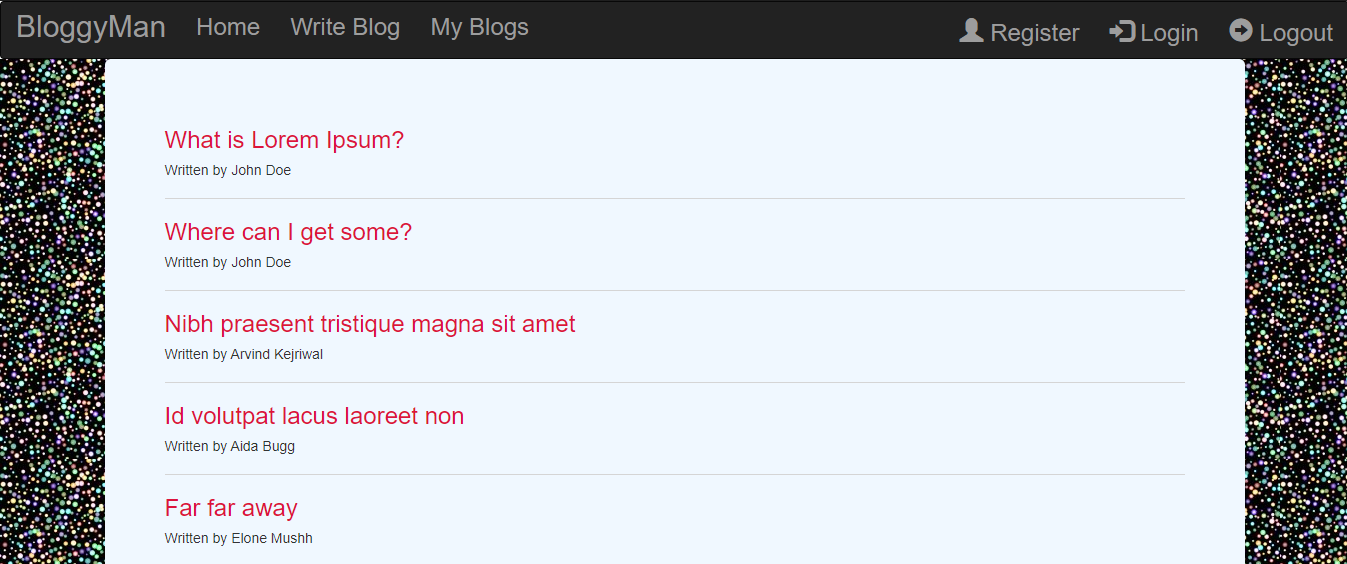 BloggyMan Home Write Blog My Blogs Register Login Logout
What is Lorem Ipsum?
Written by John Doe
Where can I get some?
Written by John Doe
Nibh praesent tristique magna sit amet
Written by Arvind Kejriwal
Id volutpat lacus laoreet non
Written by Aida Bugg
Far far away
Written by Elone Mushh